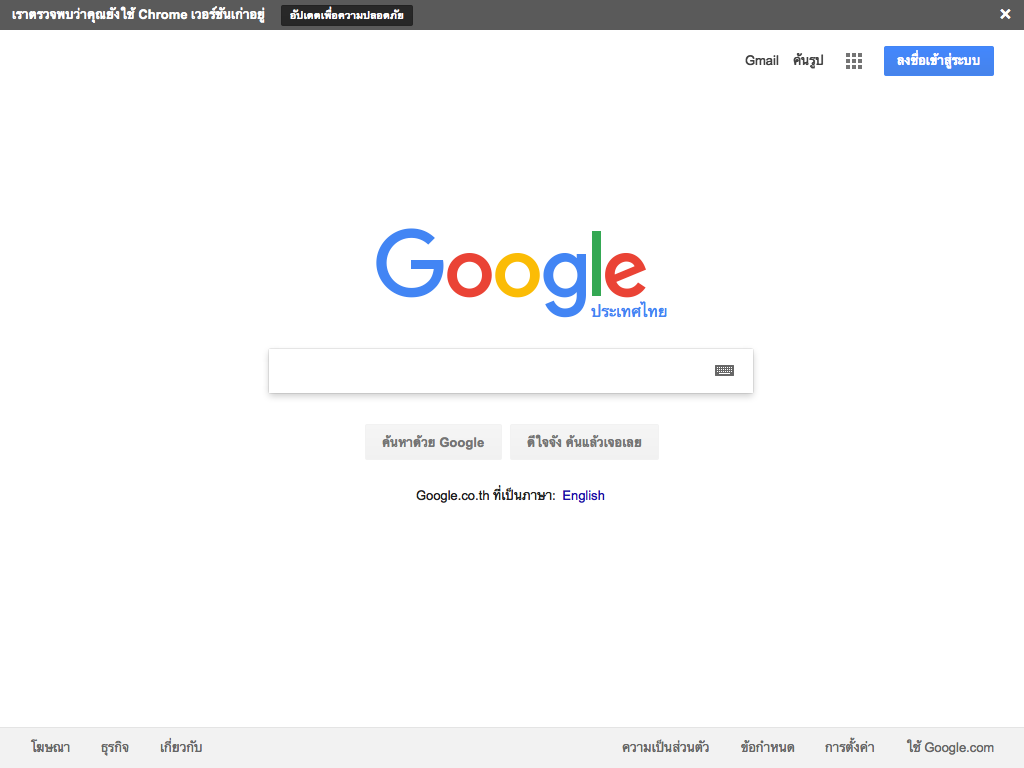 เราตรวจพบว่าคุณยังใช้ Chrome เวอร์ชันเก่าอยู่ อัปเดตเพื่อความปลอดภัย ×
Gmail ค้นรูป ลงชื่อเข้าสู่ระบบ
Google
ประเทศไทย
ค้นหาด้วย Google ดีใจจัง ค้นแล้วเจอเลย
Google.co.th ที่เป็นภาษา: English
โฆษณา ธุรกิจ เกี่ยวกับ ความเป็นส่วนตัว ข้อกำหนด การตั้งค่า ใช้ Google.com